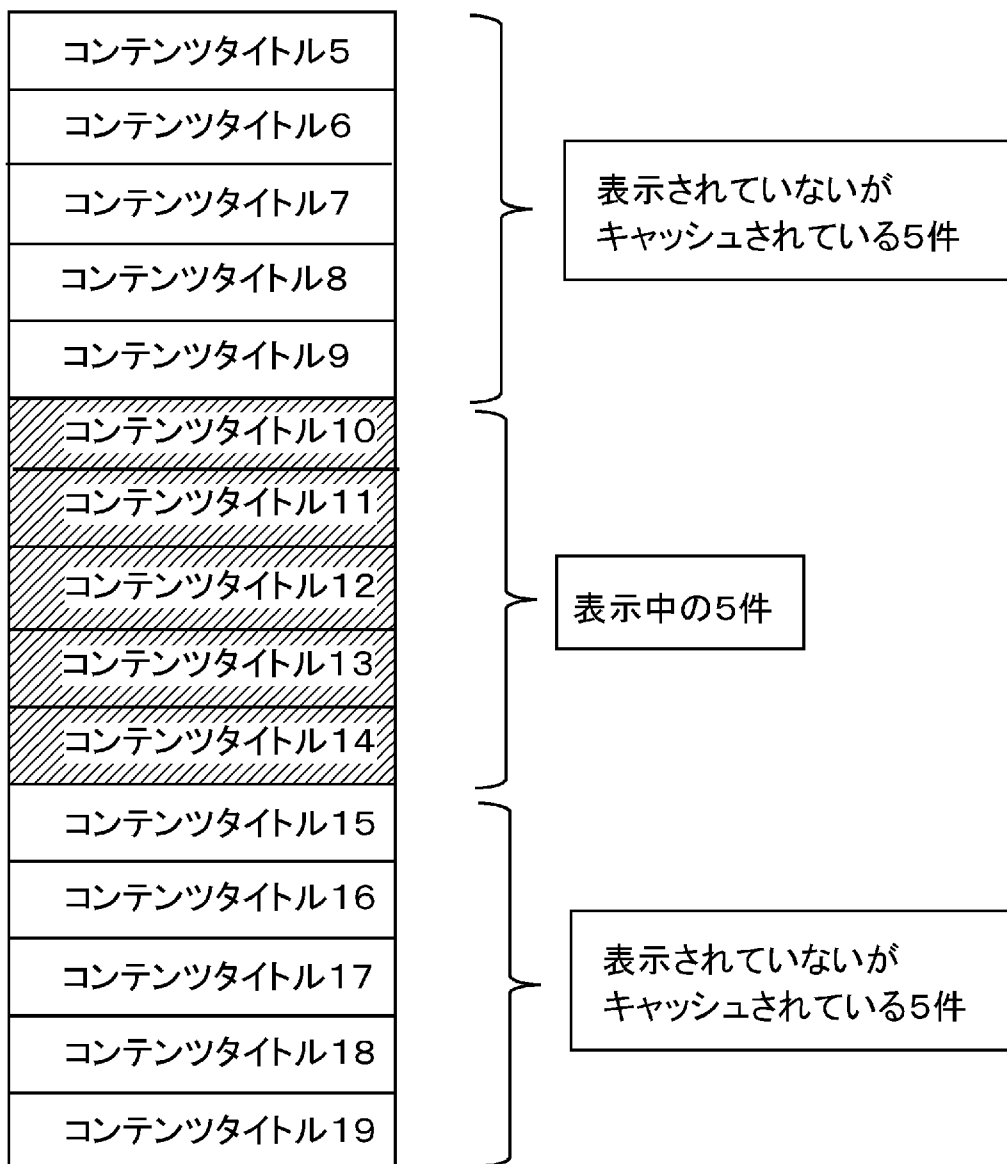 コンテンツタイトル5
コンテンツタイトル6
コンテンツタイトル7
コンテンツタイトル8
コンテンツタイトル9
表示されていないが
キャッシュされている5件
コンテンツタイトル10
コンテンツタイトル11
コンテンツタイトル12
コンテンツタイトル13
コンテンツタイトル14
表示中の5件
コンテンツタイトル15
コンテンツタイトル16
コンテンツタイトル17
コンテンツタイトル18
コンテンツタイトル19
表示されていないが
キャッシュされている5件